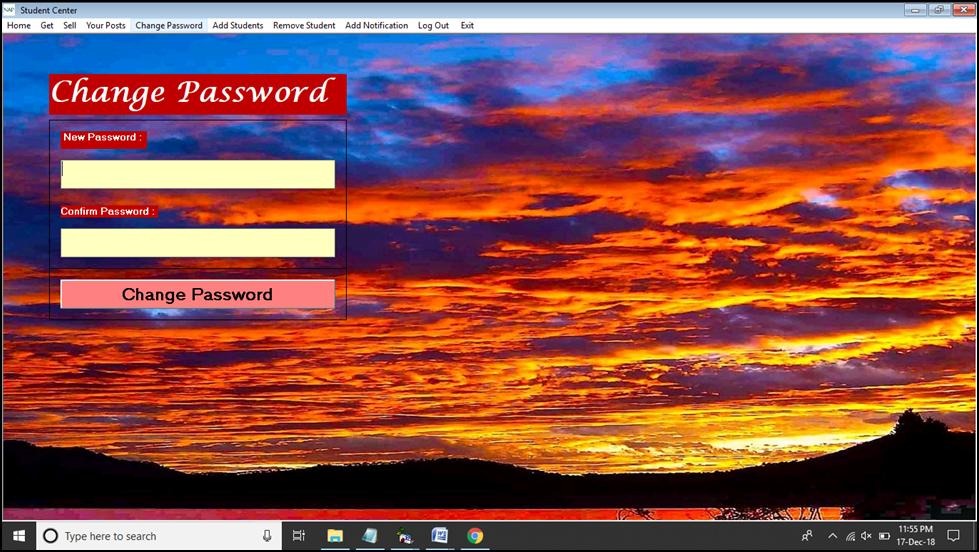 Student Center
Home Get Sell Your Posts Change Password Add Students Remove Student Add Notification Log Out Exit
Change Password
New Password :
Confirm Password :
Change Password
Type here to search
11:55 PM
17-Dec-18